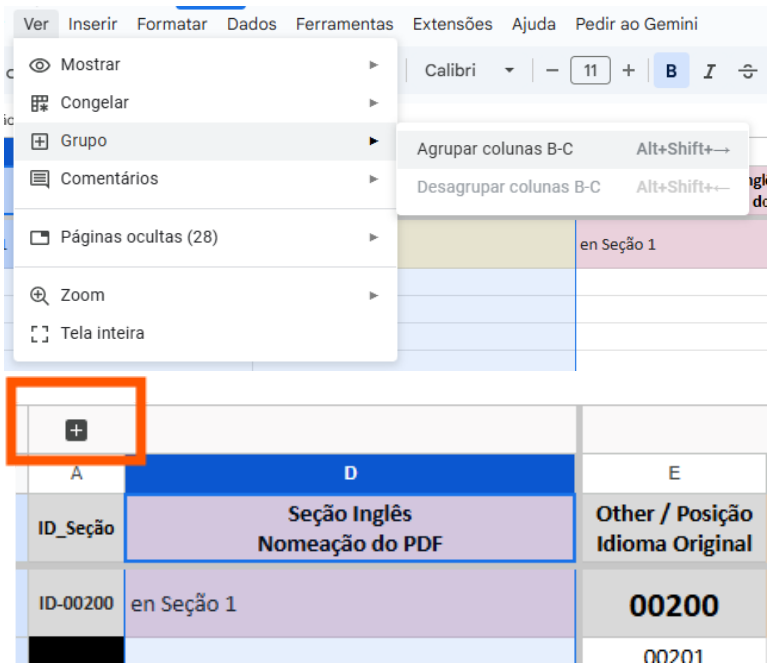 Ver Inserir Formatar Dados Ferramentas Extensões Ajuda Pedir ao Gemini
Mostrar
Calibri
11
B
I
Congelar
Grupo
Agrupar colunas B-C Alt+Shift+→
Desagrupar colunas B-C Alt+Shift+←
Comentários
Páginas ocultas (28)
en Seção 1
Zoom
Tela inteira
A D E
ID_Seção
Seção Inglês
Nomeação do PDF
Other / Posição
Idioma Original
ID-00200 en Seção 1 00200
00201